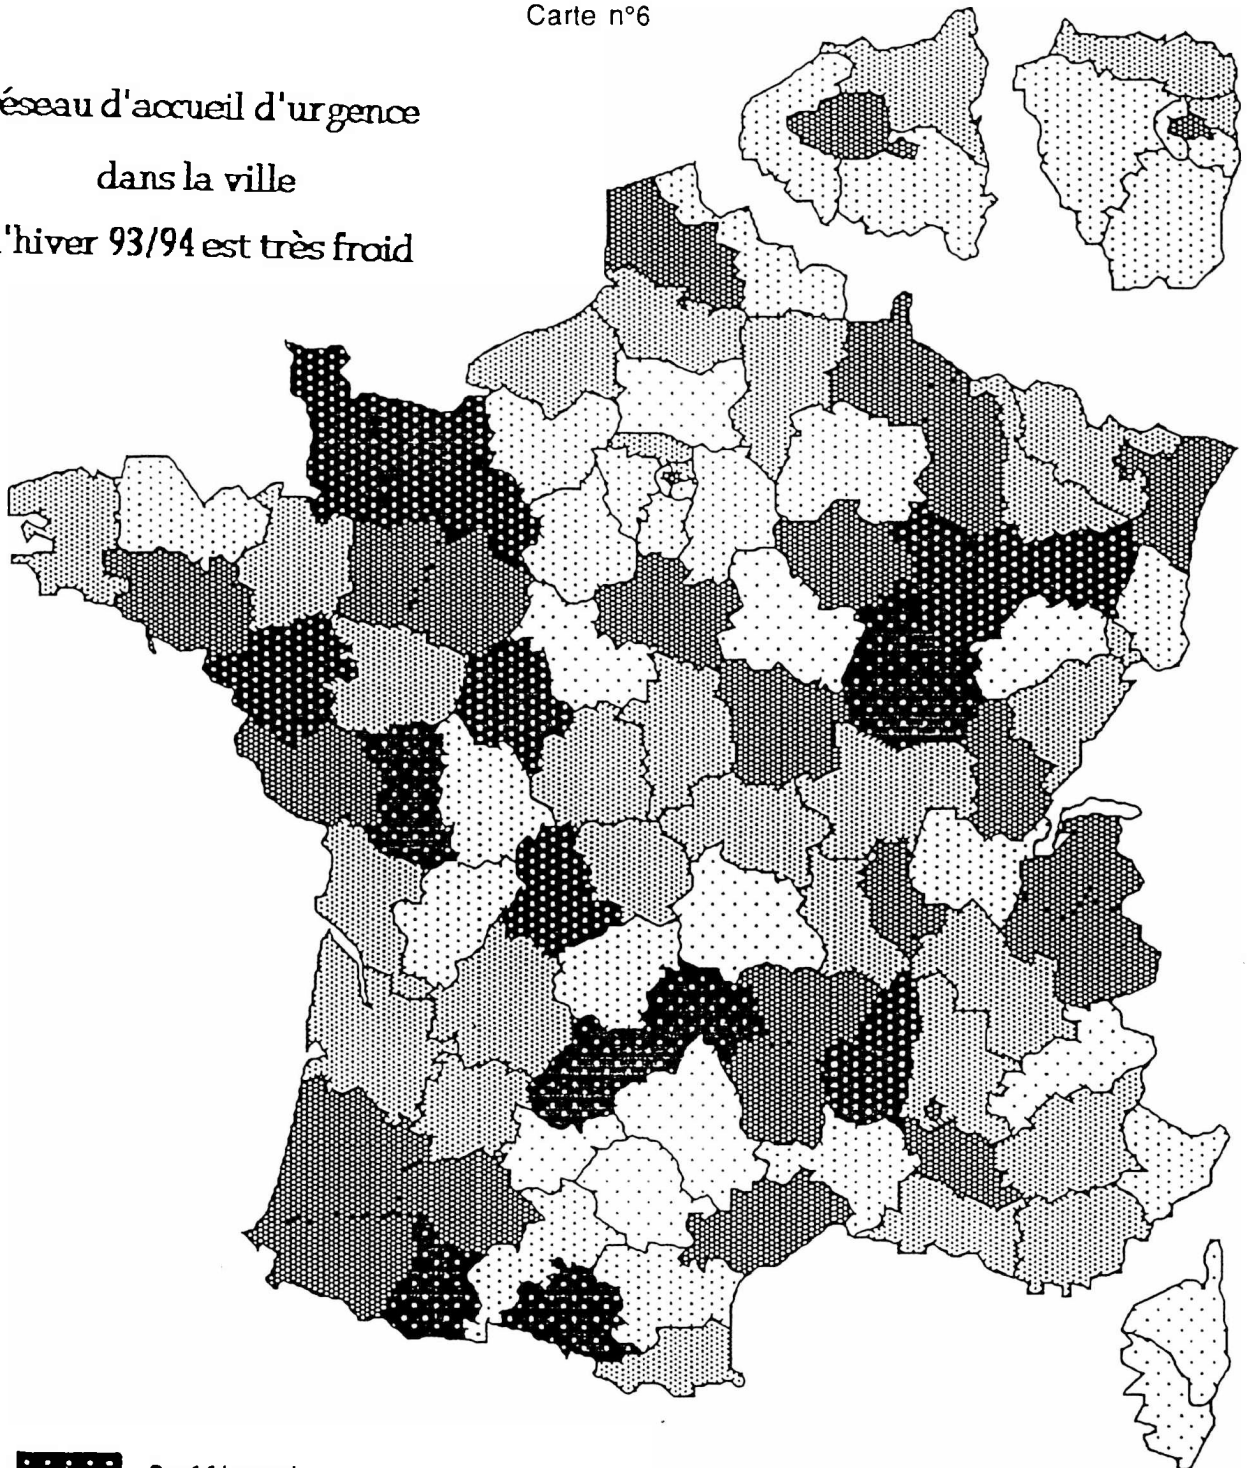 Carte n°6
éseau d'accueil d'urgence
dans la ville
'hiver 93/94 est très froid